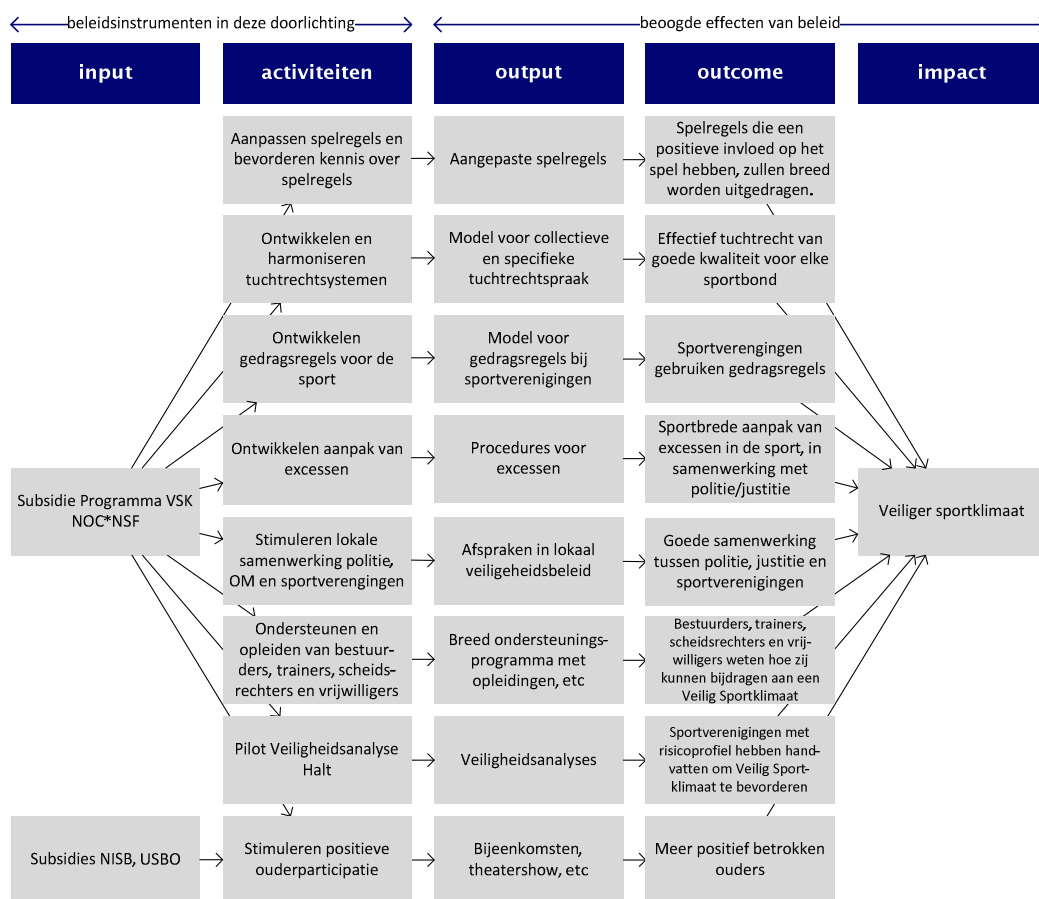 beleidsinstrumenten in deze doorlichting
beoogde effecten van beleid
input
activiteiten
output
outcome
impact
Aanpassen spelregels en
bevorderen kennis over
spelregels
Aangepaste spelregels
Spelregels die een
positieve invloed op het
spel hebben, zullen breed
worden uitgedragen.
Ontwikkelen en
harmoniseren
tuchtrechtsystemen
Model voor collectieve
en specifieke
tuchtrechtspraak
Effectief tuchtrecht van
goede kwaliteit voor elke
sportbond
Ontwikkelen
gedragsregels voor de
sport
Model voor
gedragsregels bij
sportverenigingen
Sportverengingen
gebruiken gedragsregels
Ontwikkelen aanpak van
excessen
Procedures voor
excessen
Sportbrede aanpak van
excessen in de sport, in
samenwerking met
politie/justitie
Subsidie Programma VSK
NOC*NSF
Veiliger sportklimaat
Stimuleren lokale
samenwerking politie,
OM en sportverengingen
Afspraken in lokaal
veiligeheidsbeleid
Goede samenwerking
tussen politie, justitie en
sportverenigingen
Ondersteunen en
opleiden van bestuur-
ders, trainers, scheids-
rechters en vrijwilligers
Breed ondersteunings-
programma met
opleidingen, etc
Bestuurders, trainers,
scheidsrechters en vrij-
willigers weten hoe zij
kunnen bijdragen aan een
Veilig Sportklimaat
Pilot Veiligheidsanalyse
Halt
Veiligheidsanalyses
Sportverenigingen met
risicoprofiel hebben hand-
vatten om Veilig Sport-
klimaat te bevorderen
Subsidies NISB, USBO
Stimuleren positieve
ouderparticipatie
Bijeenkomsten,
theatershow, etc
Meer positief betrokken
ouders